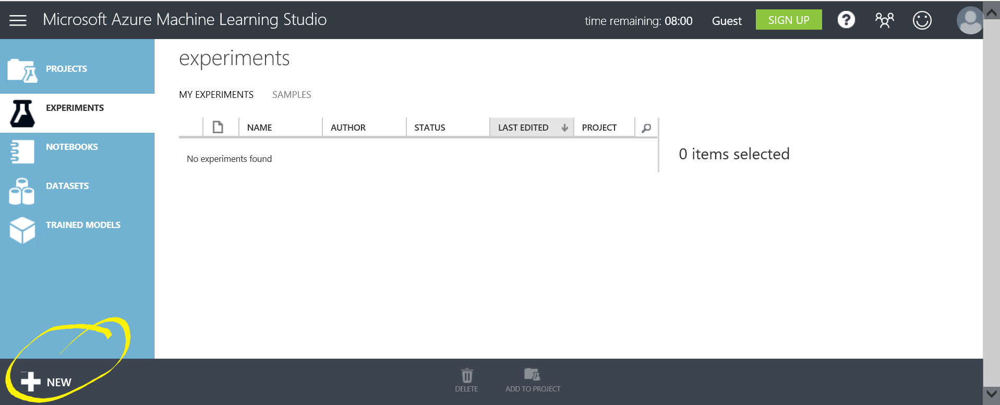 Microsoft Azure Machine Learning Studio
time remaining: 08:00 Guest SIGN UP ?
PROJECTS
EXPERIMENTS
NOTEBOOKS
DATASETS
TRAINED MODELS
experiments
MY EXPERIMENTS SAMPLES
NAME AUTHOR STATUS LAST EDITED PROJECT
No experiments found
0 items selected
NEW
DELETE
ADD TO PROJECT